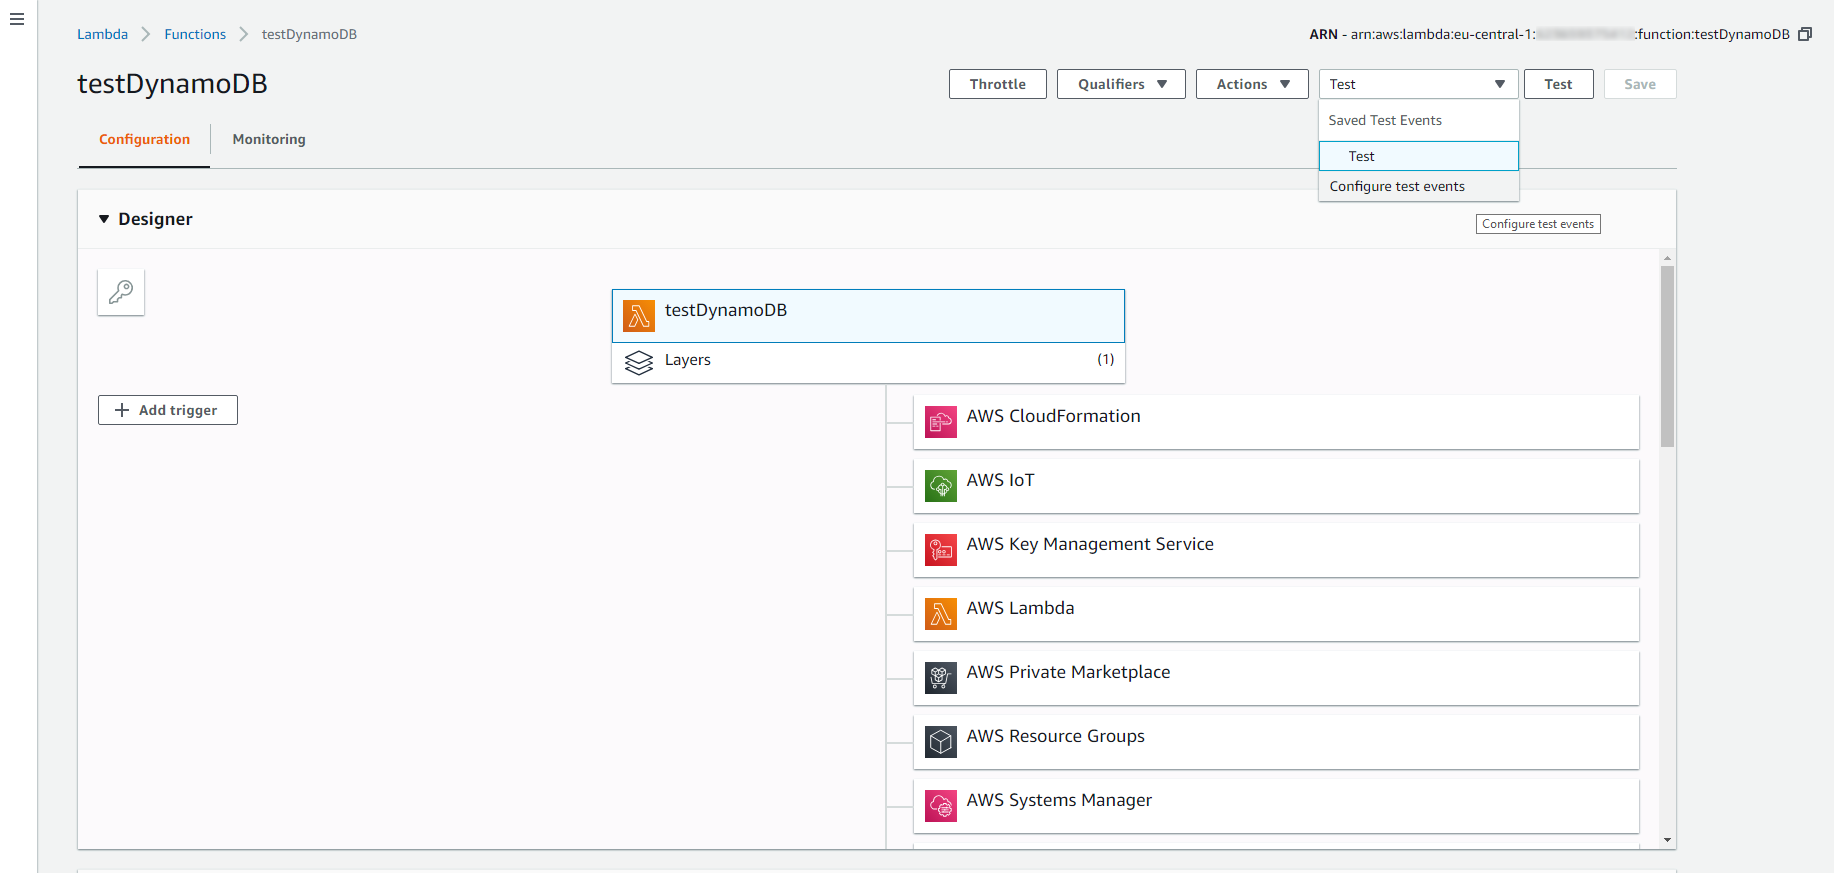 Lambda Functions testDynamoDB
ARN - arn:aws:lambda:eu-central-1: :function:testDynamoDB
testDynamoDB
Throttle Qualifiers Actions Test Test Save
Saved Test Events
Test
Configure test events
Configure test events
Configuration Monitoring
Designer
testDynamoDB
Layers (1)
Add trigger
AWS CloudFormation
AWS IoT
AWS Key Management Service
AWS Lambda
AWS Private Marketplace
AWS Resource Groups
AWS Systems Manager